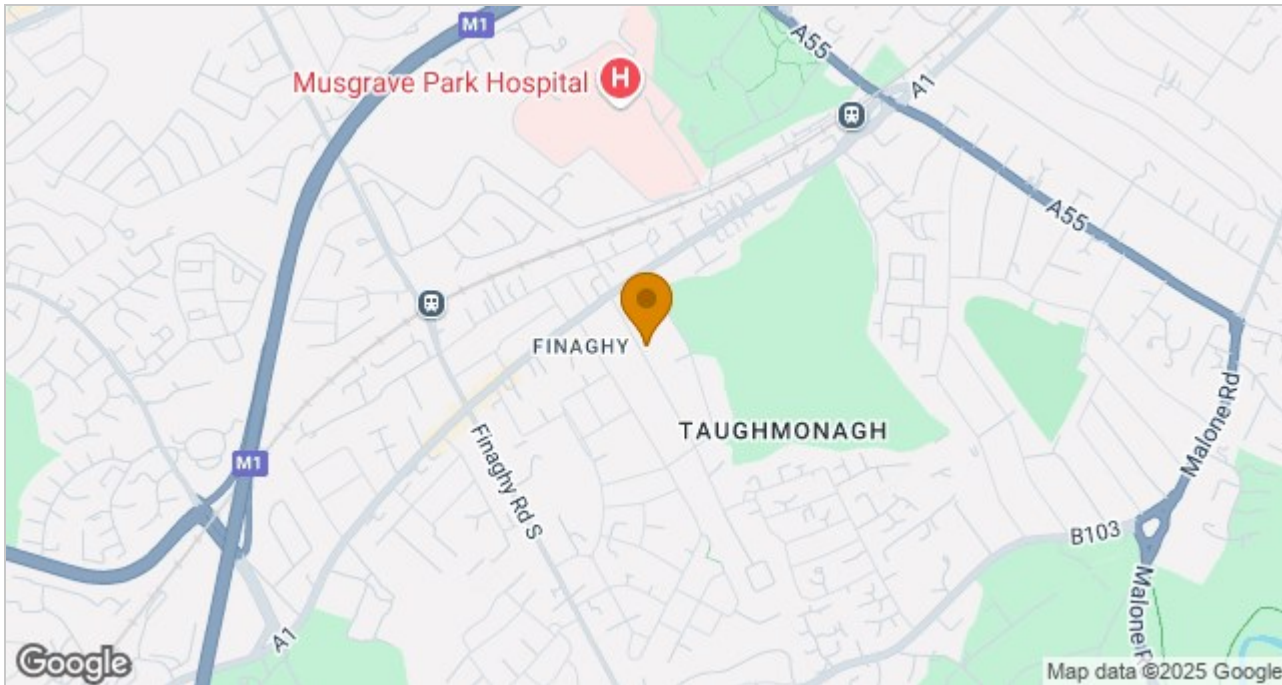 M1
A55
A1
Musgrave Park Hospital
H
A55
FINAGHY
TAUGHMONAGH
Finaghy Rd S
Malone Rd
M1
B103
A1
Malone R
Google
Map data ©2025 Google